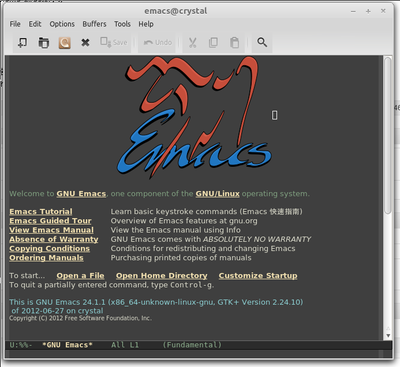 emacs@crystal
File Edit Options Buffers Tools Help
Save Undo
Emacs
Welcome to GNU Emacs, one component of the GNU/Linux operating system.
Emacs Tutorial Learn basic keystroke commands (Emacs 快速指南)
Emacs Guided Tour Overview of Emacs features at gnu.org
View Emacs Manual View the Emacs manual using Info
Absence of Warranty GNU Emacs comes with ABSOLUTELY NO WARRANTY
Copying Conditions Conditions for redistributing and changing Emacs
Ordering Manuals Purchasing printed copies of manuals
To start... Open a File Open Home Directory Customize Startup
To quit a partially entered command, type Control-g.
This is GNU Emacs 24.1.1 (x86_64-unknown-linux-gnu, GTK+ Version 2.24.10)
of 2012-06-27 on crystal
Copyright (C) 2012 Free Software Foundation, Inc.
U:%%- *GNU Emacs* All L1 (Fundamental)